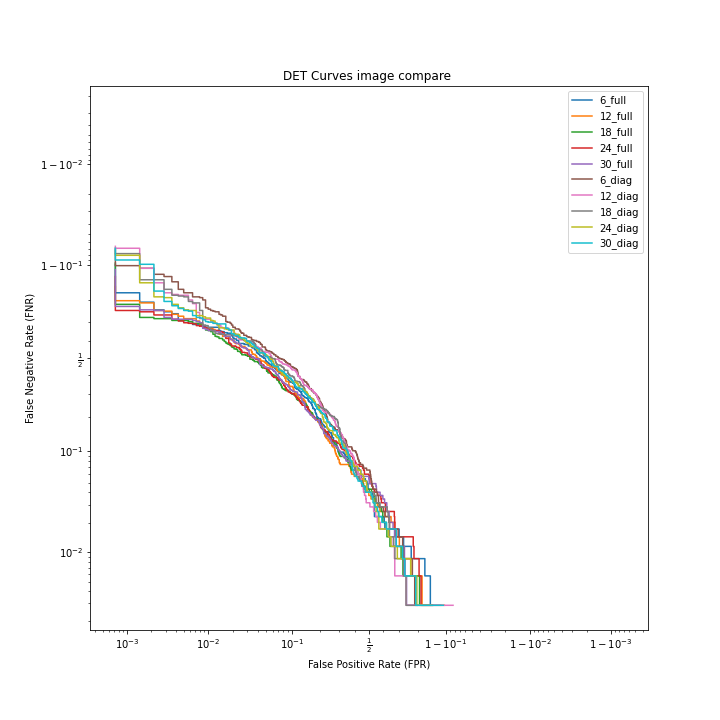 DET Curves image compare
6_full
12_full
18_full
24_full
30_full
6_diag
12_diag
18_diag
24_diag
30_diag
False Negative Rate (FNR)
1 − 10⁻²
1 − 10⁻¹
1/2
10⁻¹
10⁻²
10⁻³ 10⁻² 10⁻¹ 1/2 1 − 10⁻¹ 1 − 10⁻² 1 − 10⁻³
False Positive Rate (FPR)